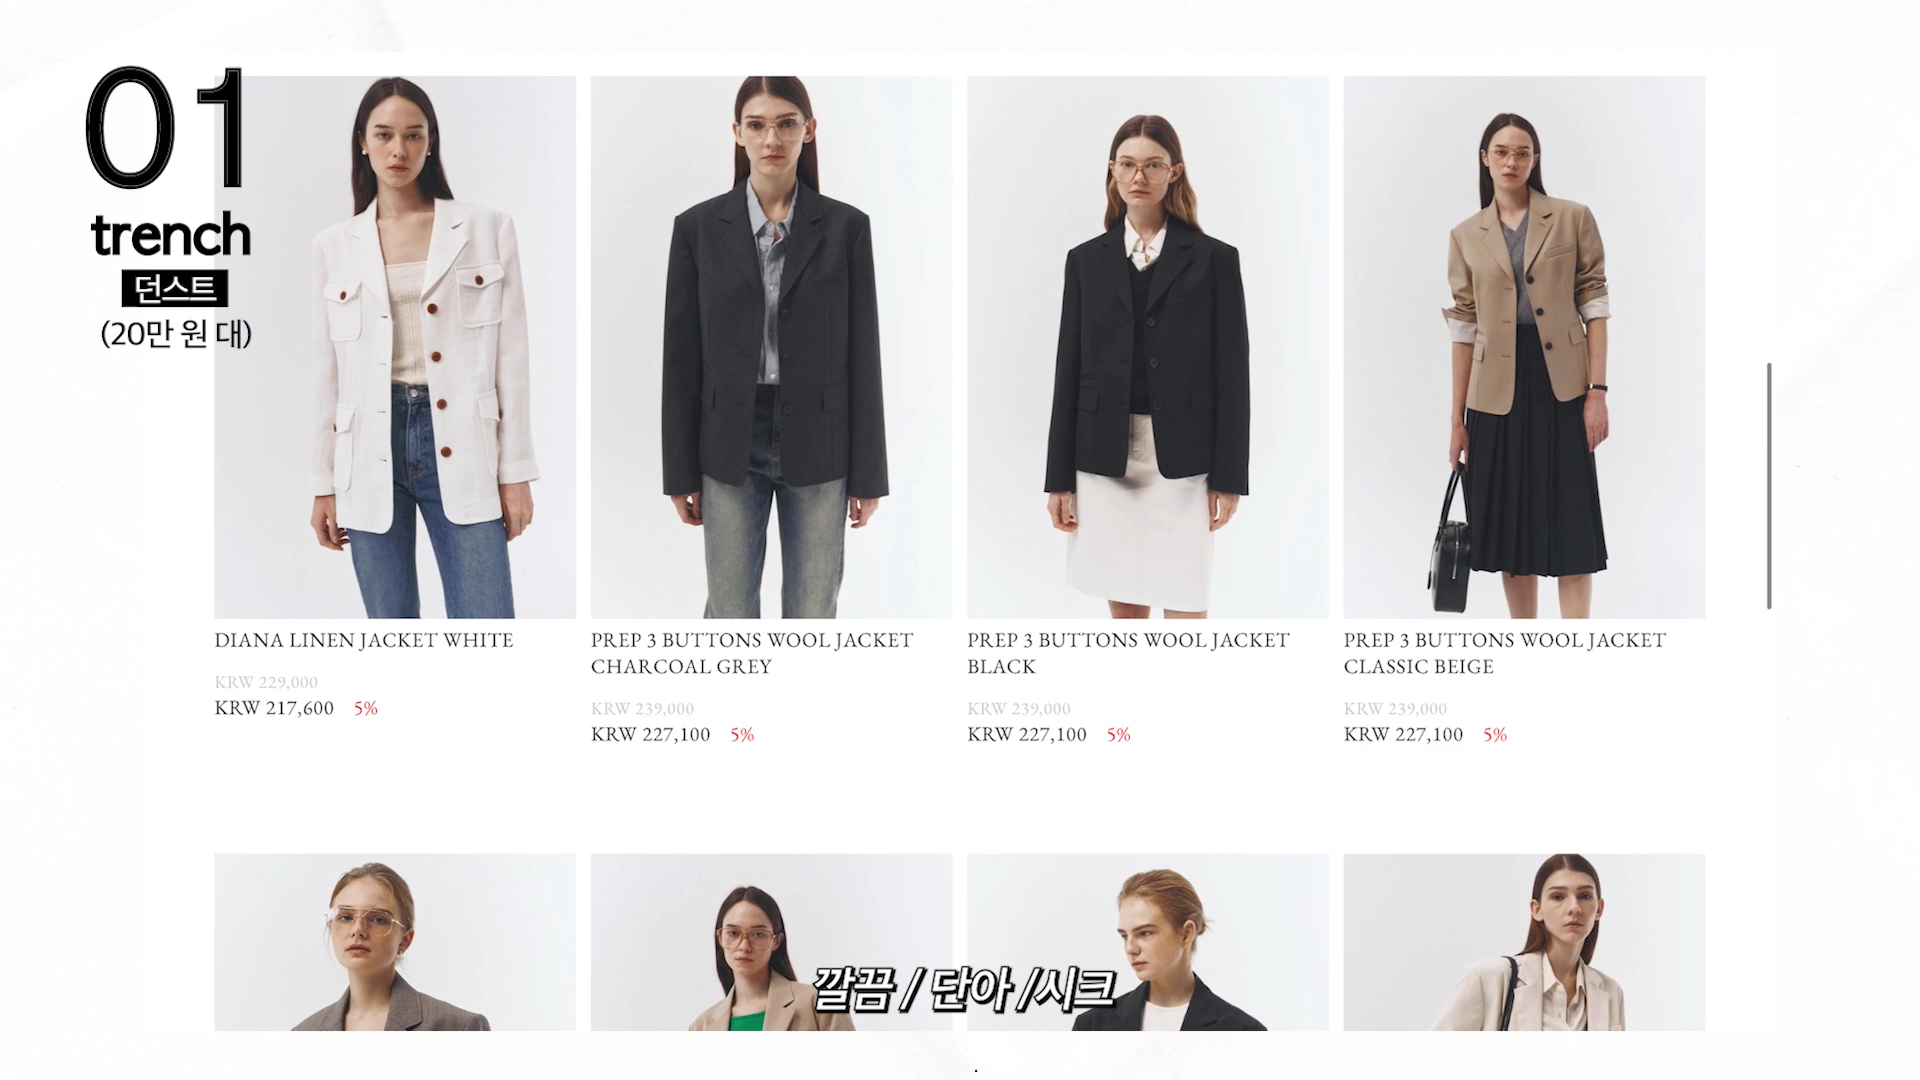 01
trench
던스트
(20만 원 대)
DIANA LINEN JACKET WHITE
KRW 229,000
KRW 217,600 5%
PREP 3 BUTTONS WOOL JACKET
CHARCOAL GREY
KRW 239,000
KRW 227,100 5%
PREP 3 BUTTONS WOOL JACKET
BLACK
KRW 239,000
KRW 227,100 5%
PREP 3 BUTTONS WOOL JACKET
CLASSIC BEIGE
KRW 239,000
KRW 227,100 5%
깔끔 / 단아 /시크